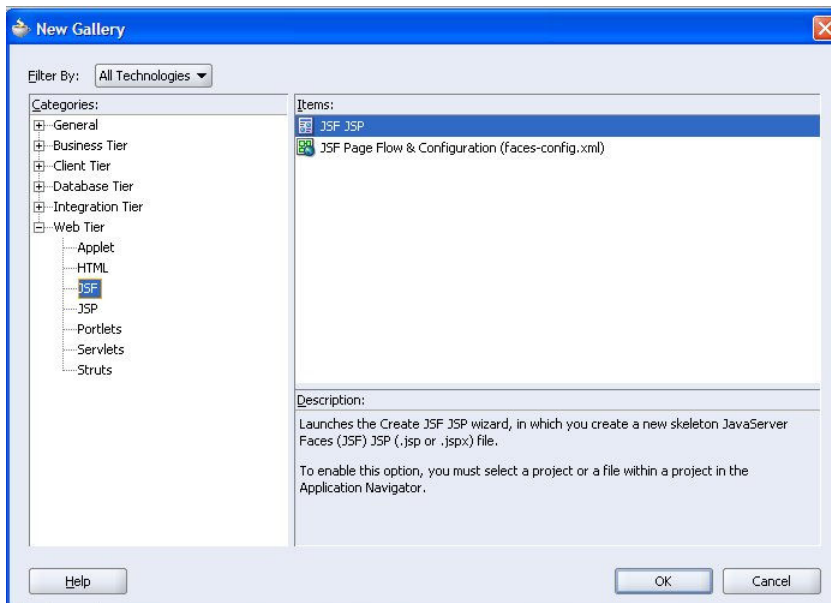 New Gallery
Filter By: All Technologies
Categories:
General
Business Tier
Client Tier
Database Tier
Integration Tier
Web Tier
Applet
HTML
JSF
JSP
Portlets
Servlets
Struts
Items:
JSF JSP
JSF Page Flow & Configuration (faces-config.xml)
Description:
Launches the Create JSF JSP wizard, in which you create a new skeleton JavaServer
Faces (JSF) JSP (.jsp or .jspx) file.
To enable this option, you must select a project or a file within a project in the
Application Navigator.
Help
OK
Cancel